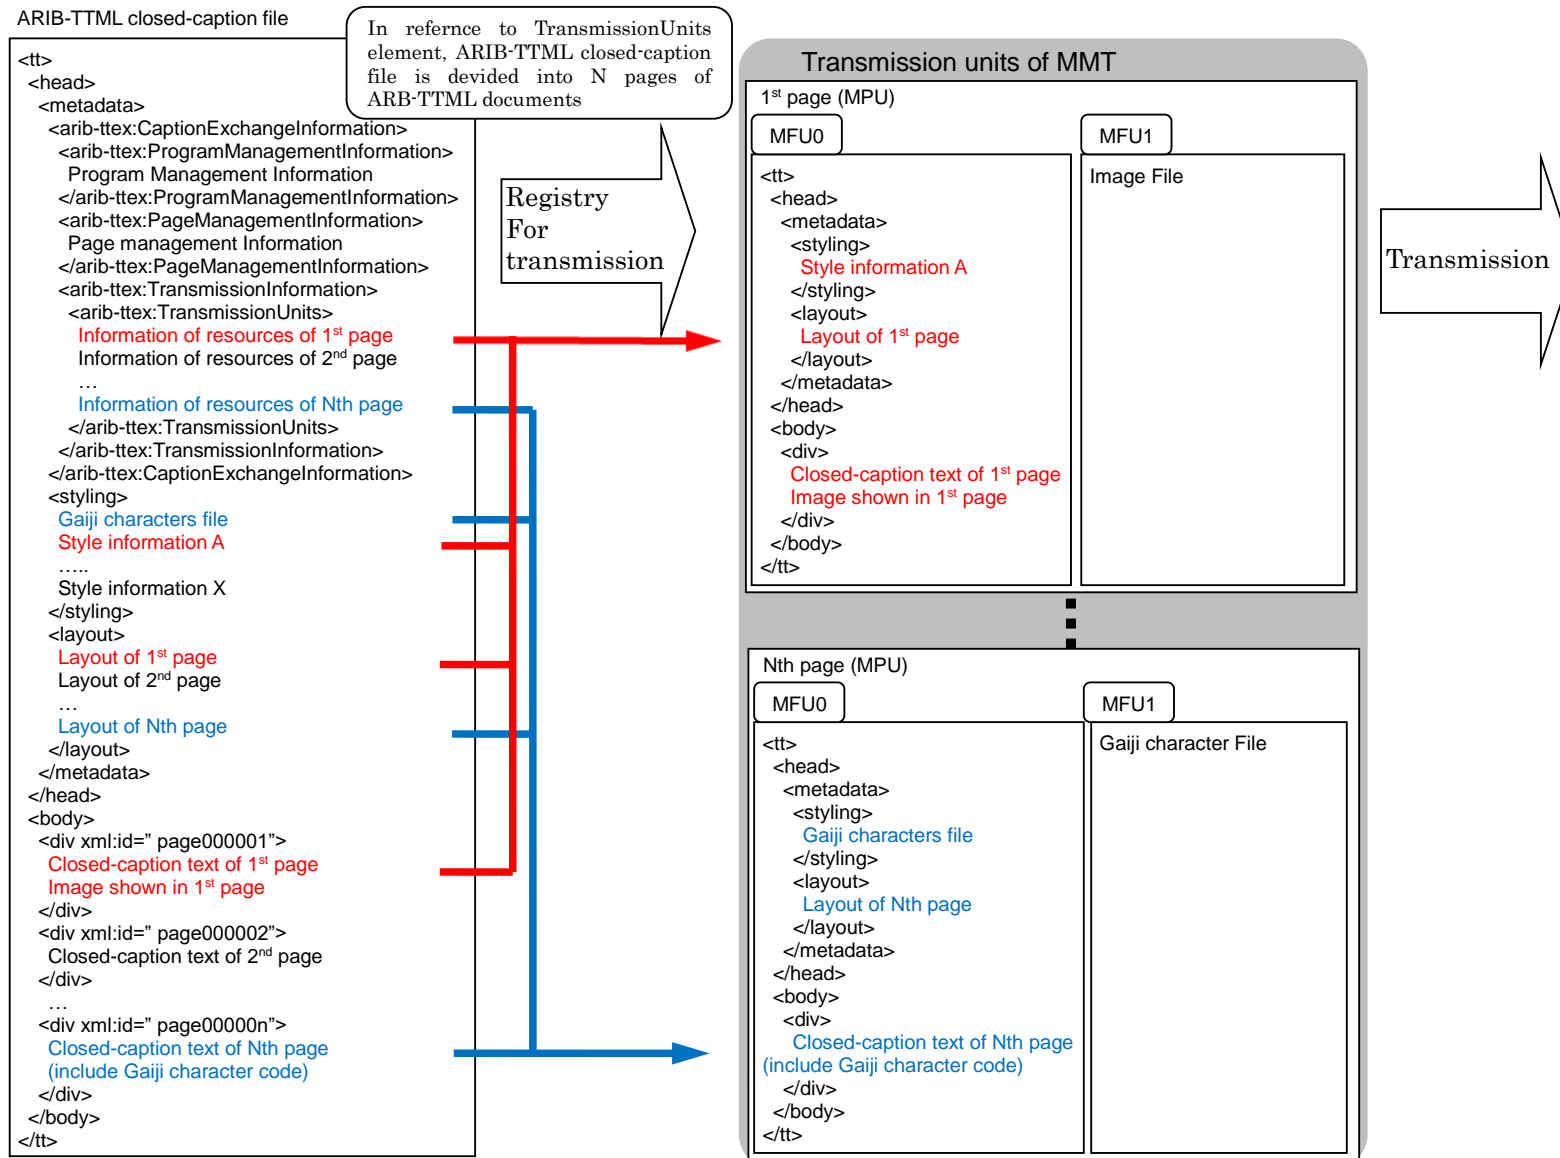 ARIB-TTML closed-caption file
<tt>
<head>
<metadata>
<arib-ttex:CaptionExchangeInformation>
<arib-ttex:ProgramManagementInformation>
Program Management Information
</arib-ttex:ProgramManagementInformation>
<arib-ttex:PageManagementInformation>
Page management Information
</arib-ttex:PageManagementInformation>
<arib-ttex:TransmissionInformation>
<arib-ttex:TransmissionUnits>
Information of resources of 1st page
Information of resources of 2nd page
…
Information of resources of Nth page
</arib-ttex:TransmissionUnits>
</arib-ttex:TransmissionInformation>
</arib-ttex:CaptionExchangeInformation>
<styling>
Gaiji characters file
Style information A
…..
Style information X
</styling>
<layout>
Layout of 1st page
Layout of 2nd page
…
Layout of Nth page
</layout>
</metadata>
</head>
<body>
<div xml:id=” page000001”>
Closed-caption text of 1st page
Image shown in 1st page
</div>
<div xml:id=” page000002”>
Closed-caption text of 2nd page
</div>
…
<div xml:id=” page00000n”>
Closed-caption text of Nth page
(include Gaiji character code)
</div>
</body>
</tt>
In refernce to TransmissionUnits
element, ARIB-TTML closed-caption
file is devided into N pages of
ARB-TTML documents
Registry
For
transmission
Transmission units of MMT
1st page (MPU)
MFU0
<tt>
<head>
<metadata>
<styling>
Style information A
</styling>
<layout>
Layout of 1st page
</layout>
</metadata>
</head>
<body>
<div>
Closed-caption text of 1st page
Image shown in 1st page
</div>
</body>
</tt>
MFU1
Image File
Nth page (MPU)
MFU0
<tt>
<head>
<metadata>
<styling>
Gaiji characters file
</styling>
<layout>
Layout of Nth page
</layout>
</metadata>
</head>
<body>
<div>
Closed-caption text of Nth page
(include Gaiji character code)
</div>
</body>
</tt>
MFU1
Gaiji character File
Transmission